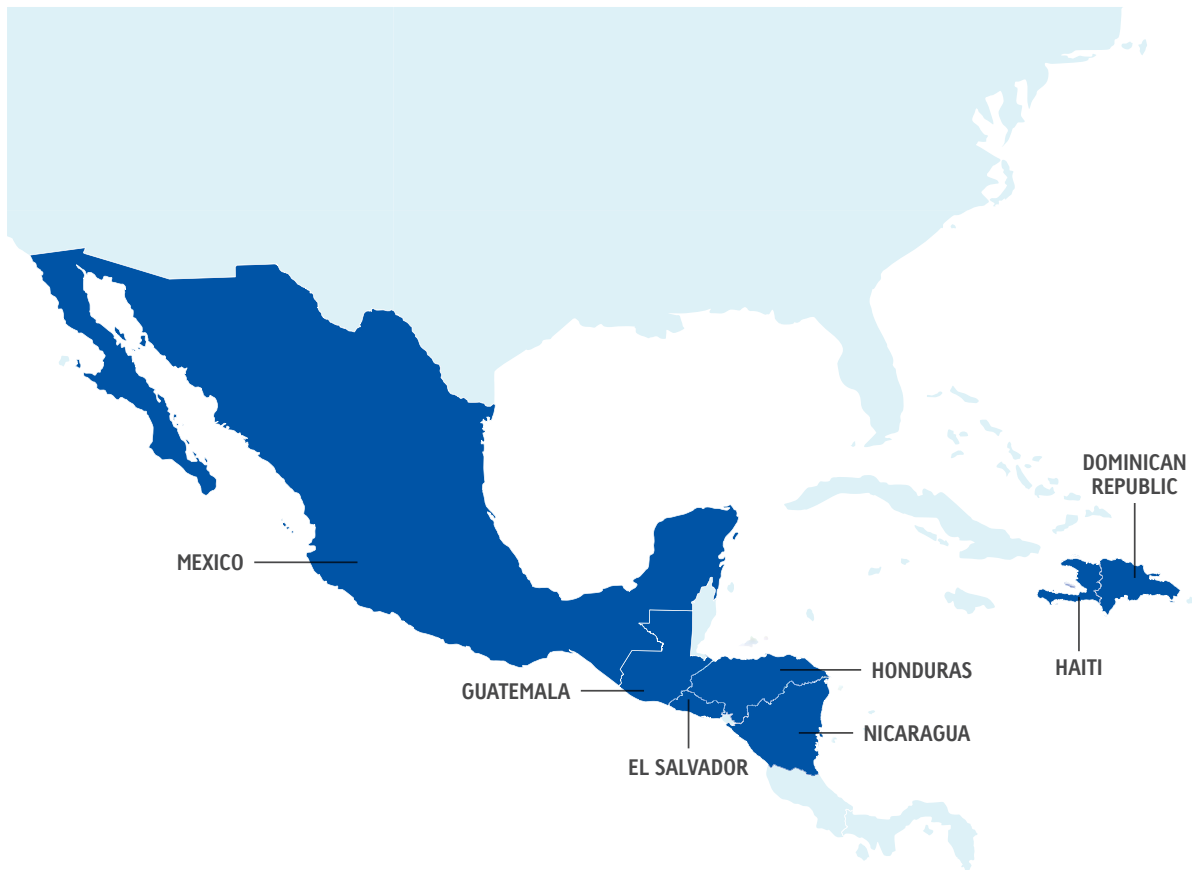 DOMINICAN
REPUBLIC
MEXICO
HAITI
HONDURAS
GUATEMALA
NICARAGUA
EL SALVADOR